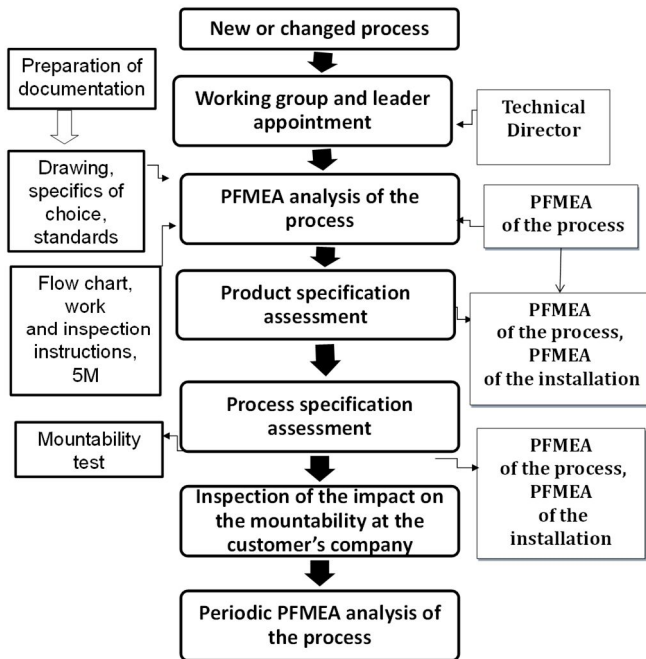 New or changed process
Preparation of
documentation
Working group and leader
appointment
Technical
Director
Drawing,
specifics of
choice,
standards
PFMEA analysis of the
process
PFMEA
of the process
Flow chart,
work
and inspection
instructions,
5M
Product specification
assessment
PFMEA
of the process,
PFMEA
of the installation
Process specification
assessment
Mountability
test
PFMEA
of the process,
PFMEA
of the
installation
Inspection of the impact on
the mountability at the
customer's company
Periodic PFMEA analysis of
the process